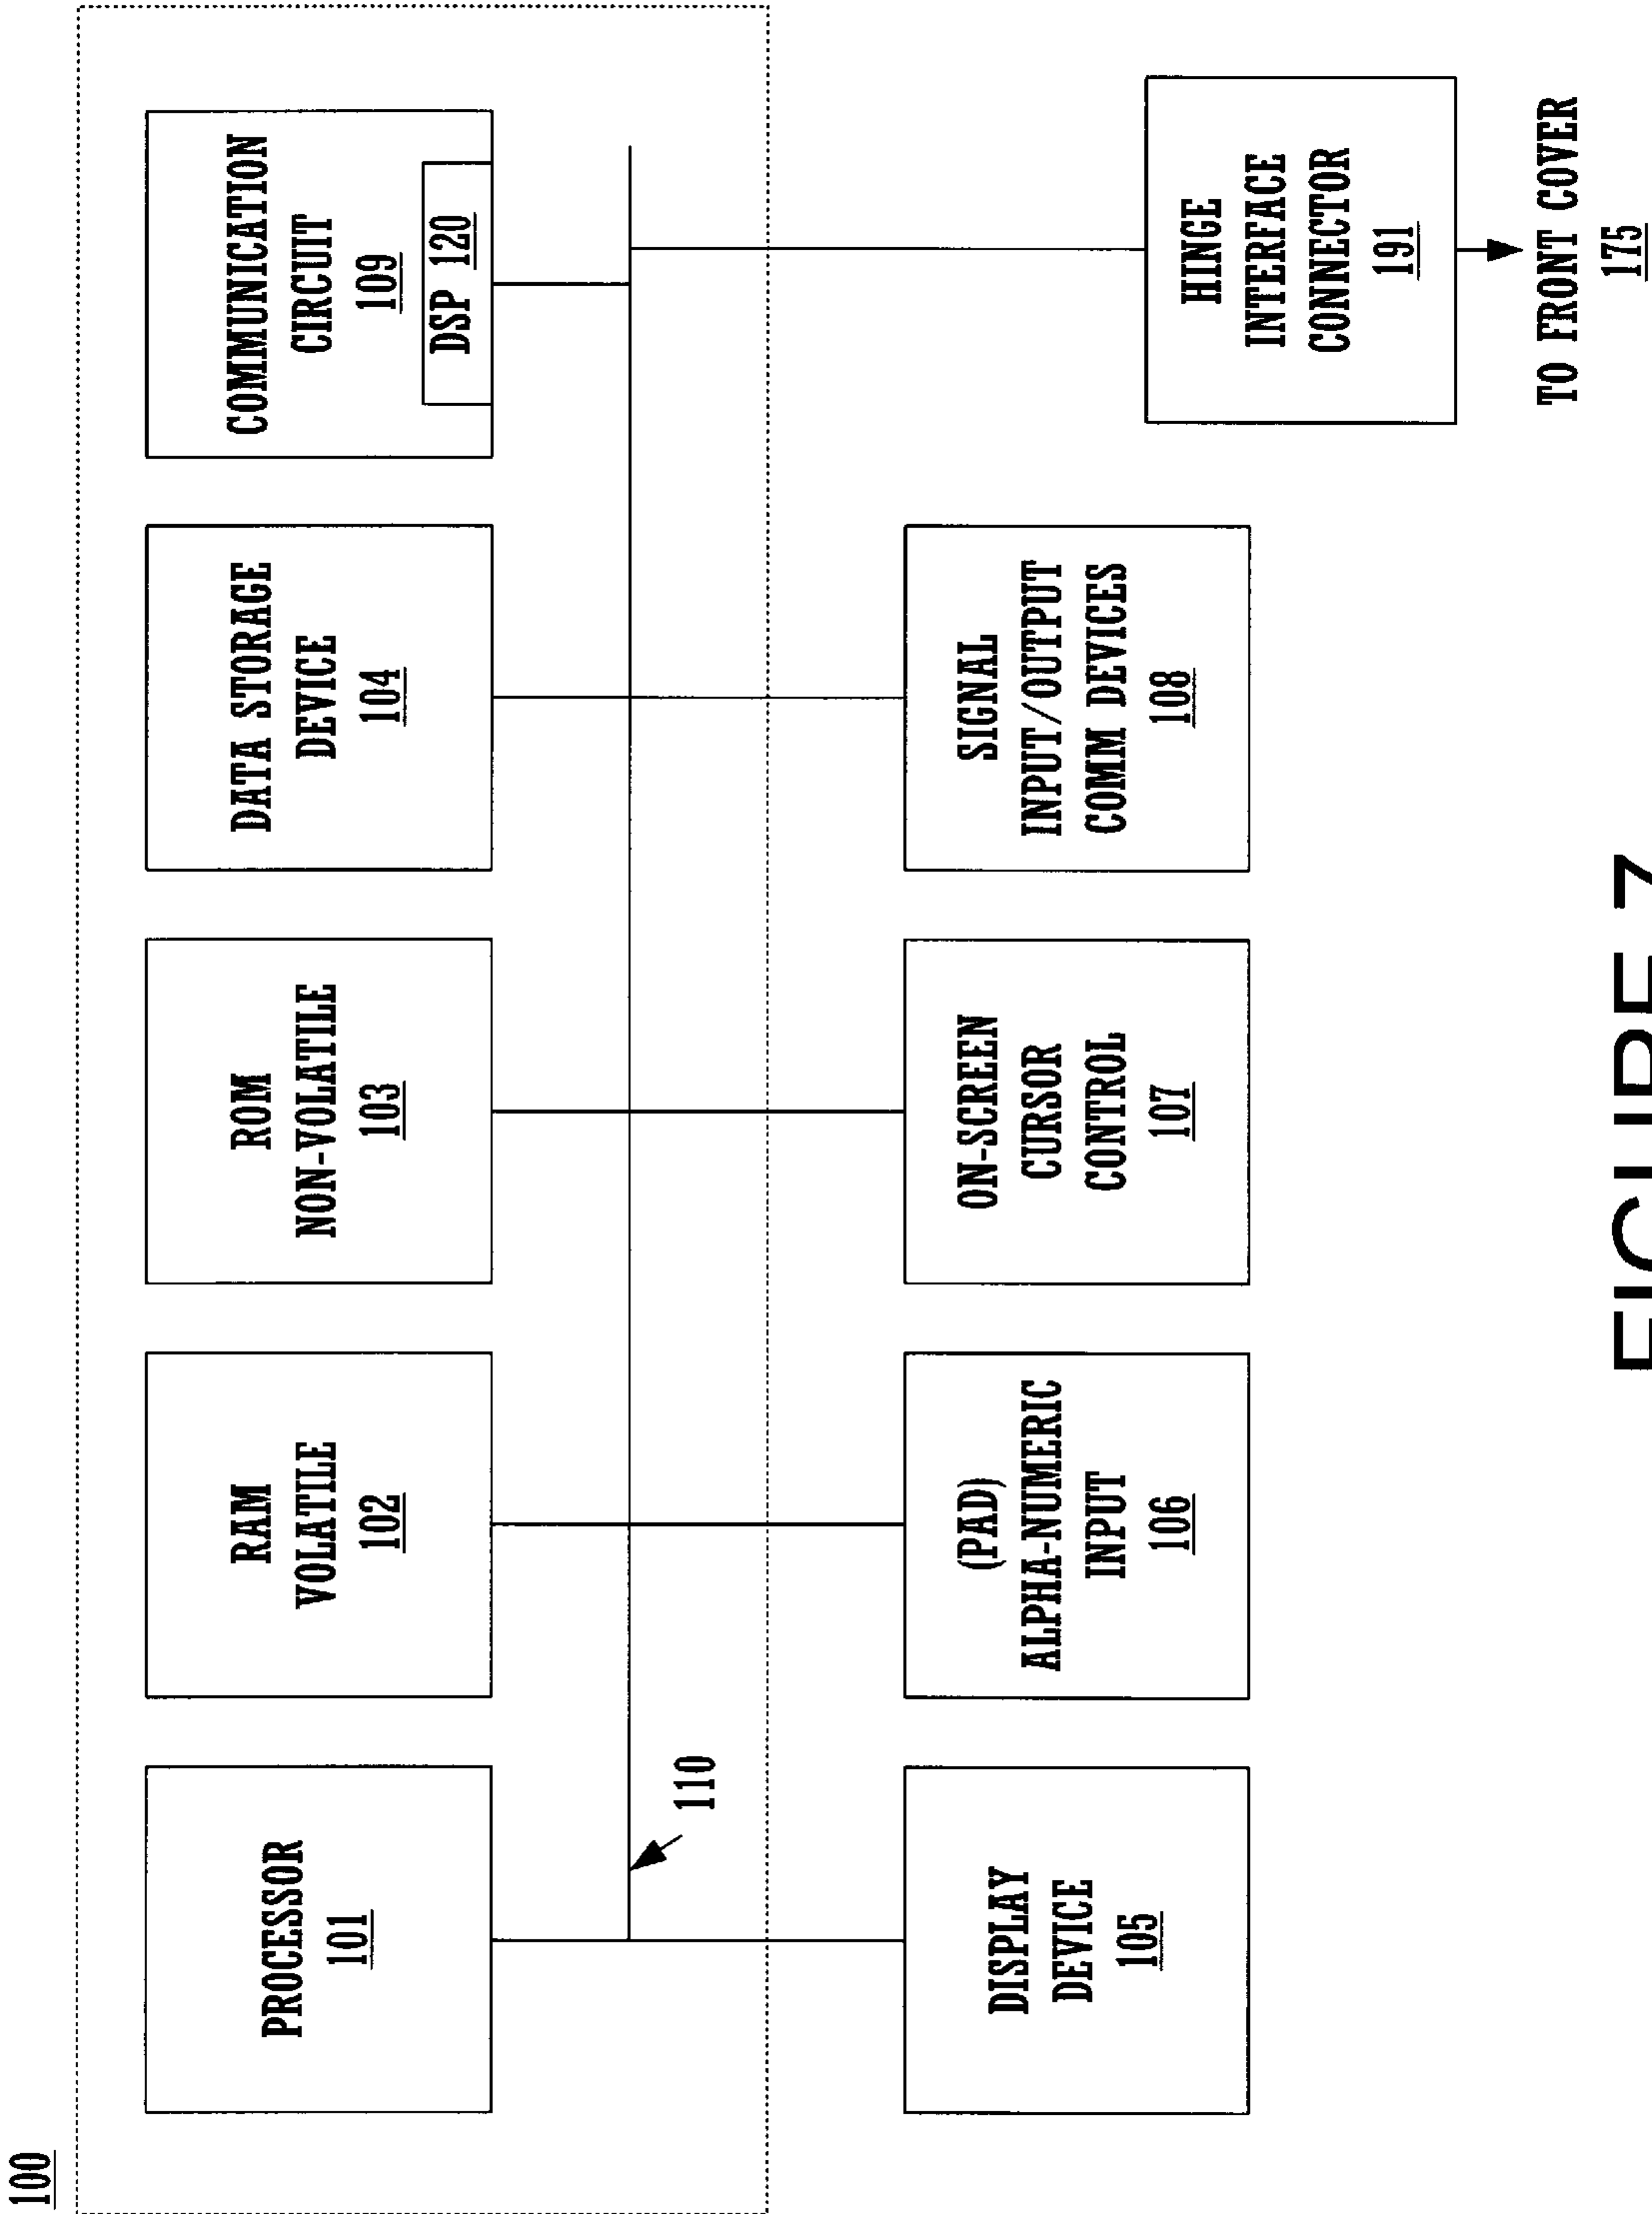 100
PROCESSOR
101
RAM
VOLATILE
102
ROM
NON-VOLATILE
103
DATA STORAGE
DEVICE
104
COMMUNICATION
CIRCUIT
109
DSP 120
110
DISPLAY
DEVICE
105
(PAD)
ALPHA-NUMERIC
INPUT
106
ON-SCREEN
CURSOR
CONTROL
107
SIGNAL
INPUT/OUTPUT
COMM DEVICES
108
HINGE
INTERFACE
CONNECTOR
191
TO FRONT COVER
175
FIGURE 7